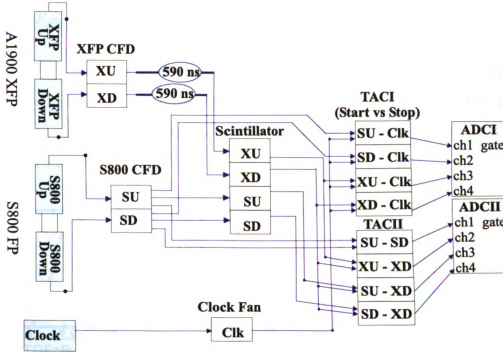 A1900 XFP
XFP
Up
XFP
Down
XFP CFD
XU
XD
590 ns
590 ns
S800 FP
S800
Up
S800
Down
S800 CFD
SU
SD
Scintillator
XU
XD
SU
SD
TACI
(Start vs Stop)
SU - Clk
SD - Clk
XU - Clk
XD - Clk
TACII
SU - SD
XU - XD
SU - XD
SD - XD
ADCI
ch1 gate
ch2
ch3
ch4
ADCII
ch1 gate
ch2
ch3
ch4
Clock
Clock Fan
Clk